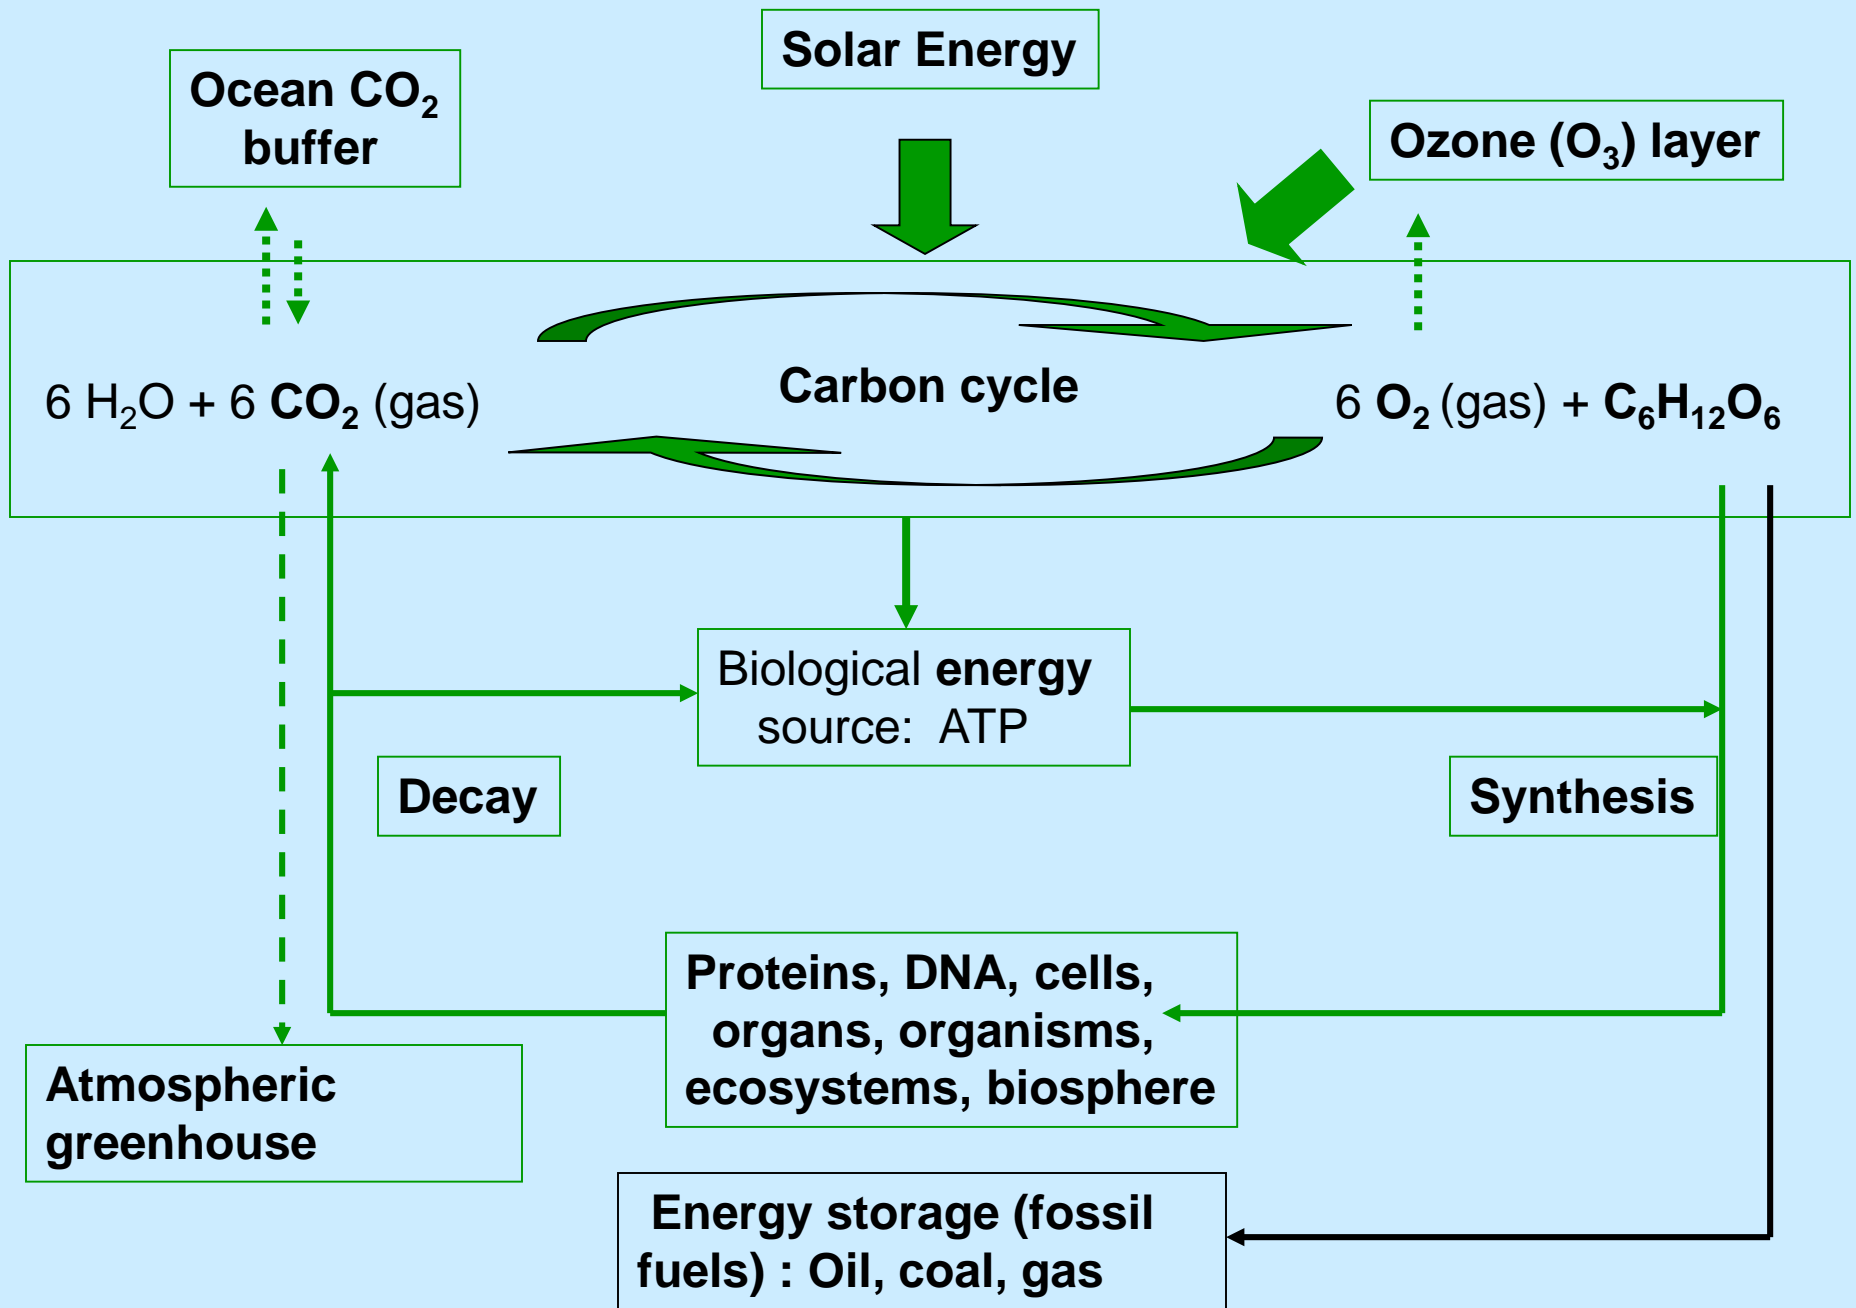 Solar Energy
Ocean CO₂
buffer
Ozone (O₃) layer
Carbon cycle
6 H₂O + 6 CO₂ (gas)
6 O₂ (gas) + C₆H₁₂O₆
Biological energy
source: ATP
Decay
Synthesis
Proteins, DNA, cells,
organs, organisms,
ecosystems, biosphere
Atmospheric
greenhouse
Energy storage (fossil
fuels) : Oil, coal, gas